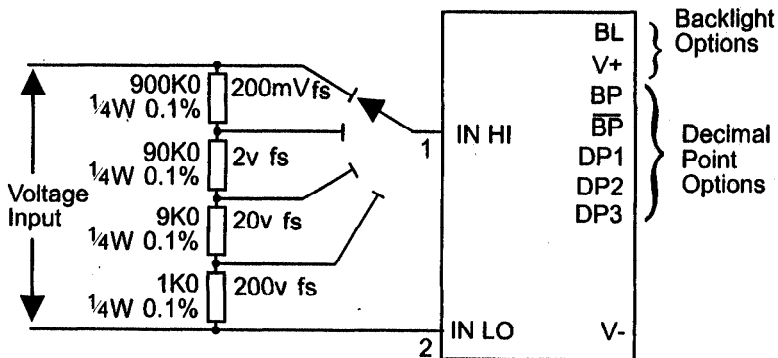 Voltage
Input
900K0
¼W 0.1%
200mV fs
90K0
¼W 0.1%
2v fs
9K0
¼W 0.1%
20v fs
1K0
¼W 0.1%
200v fs
1
IN HI
2
IN LO
BL
V+
BP
B̅P̅
DP1
DP2
DP3
V-
Backlight
Options
Decimal
Point
Options